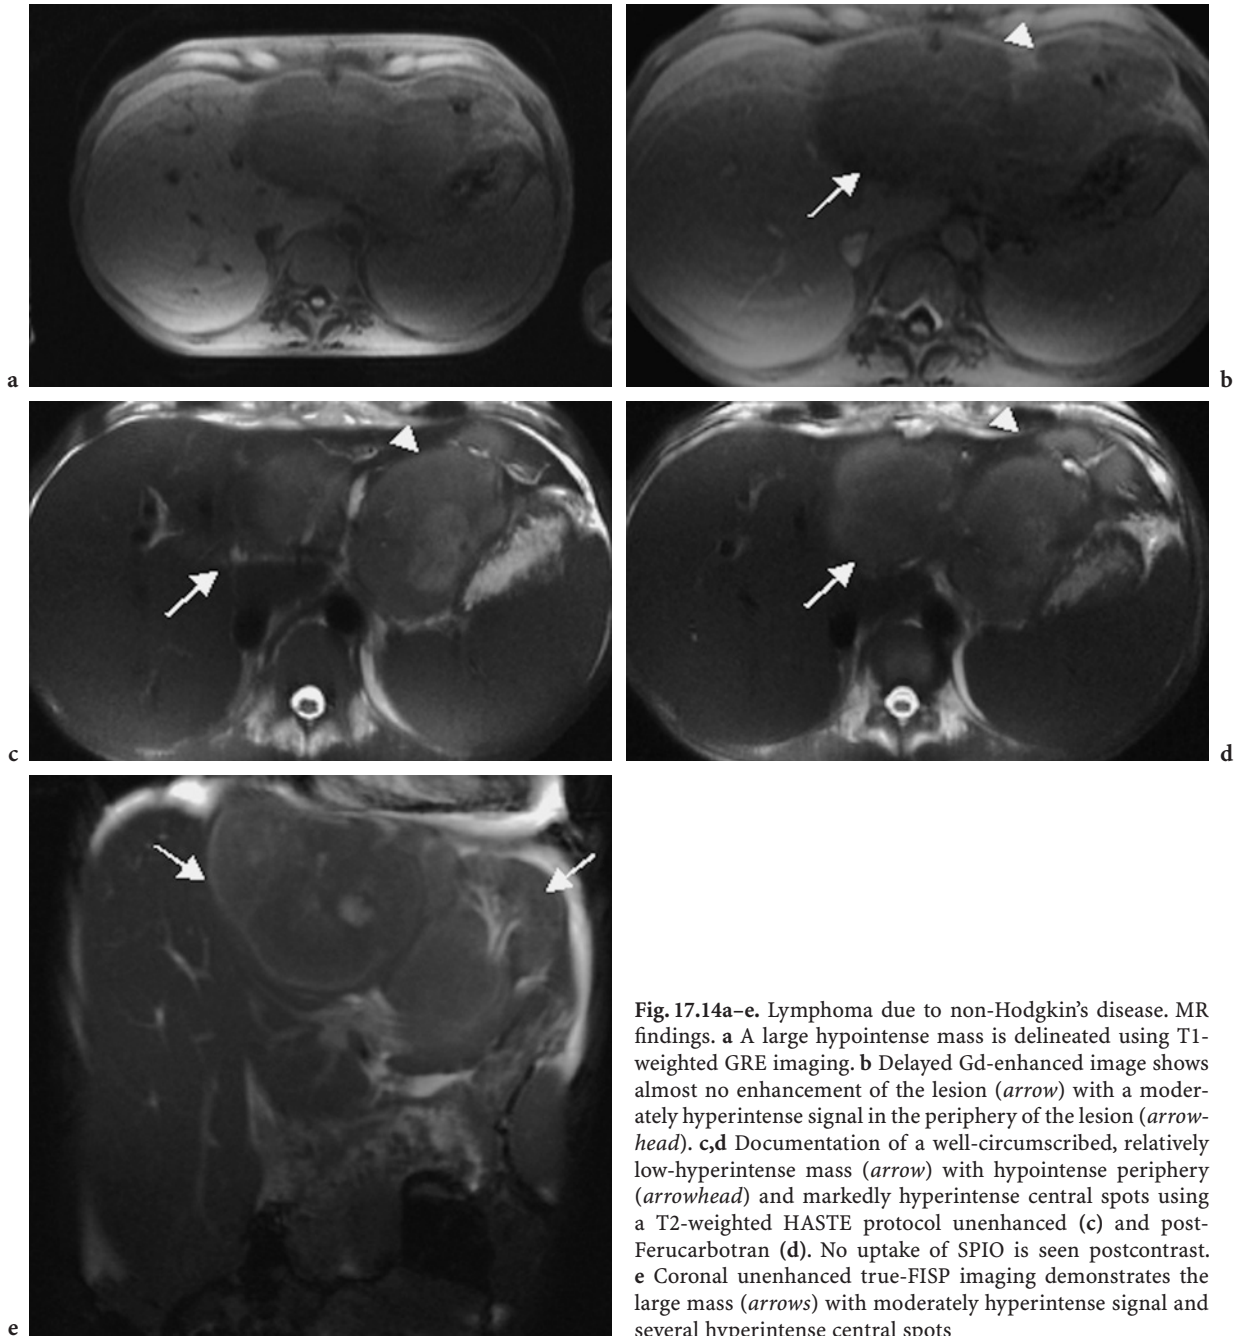 a
b
c
d
e
Fig. 17.14a–e. Lymphoma due to non-Hodgkin's disease. MR
findings. a A large hypointense mass is delineated using T1-
weighted GRE imaging. b Delayed Gd-enhanced image shows
almost no enhancement of the lesion (arrow) with a moder-
ately hyperintense signal in the periphery of the lesion (arrow-
head). c,d Documentation of a well-circumscribed, relatively
low-hyperintense mass (arrow) with hypointense periphery
(arrowhead) and markedly hyperintense central spots using
a T2-weighted HASTE protocol unenhanced (c) and post-
Ferucarbotran (d). No uptake of SPIO is seen postcontrast.
e Coronal unenhanced true-FISP imaging demonstrates the
large mass (arrows) with moderately hyperintense signal and
several hyperintense central spots